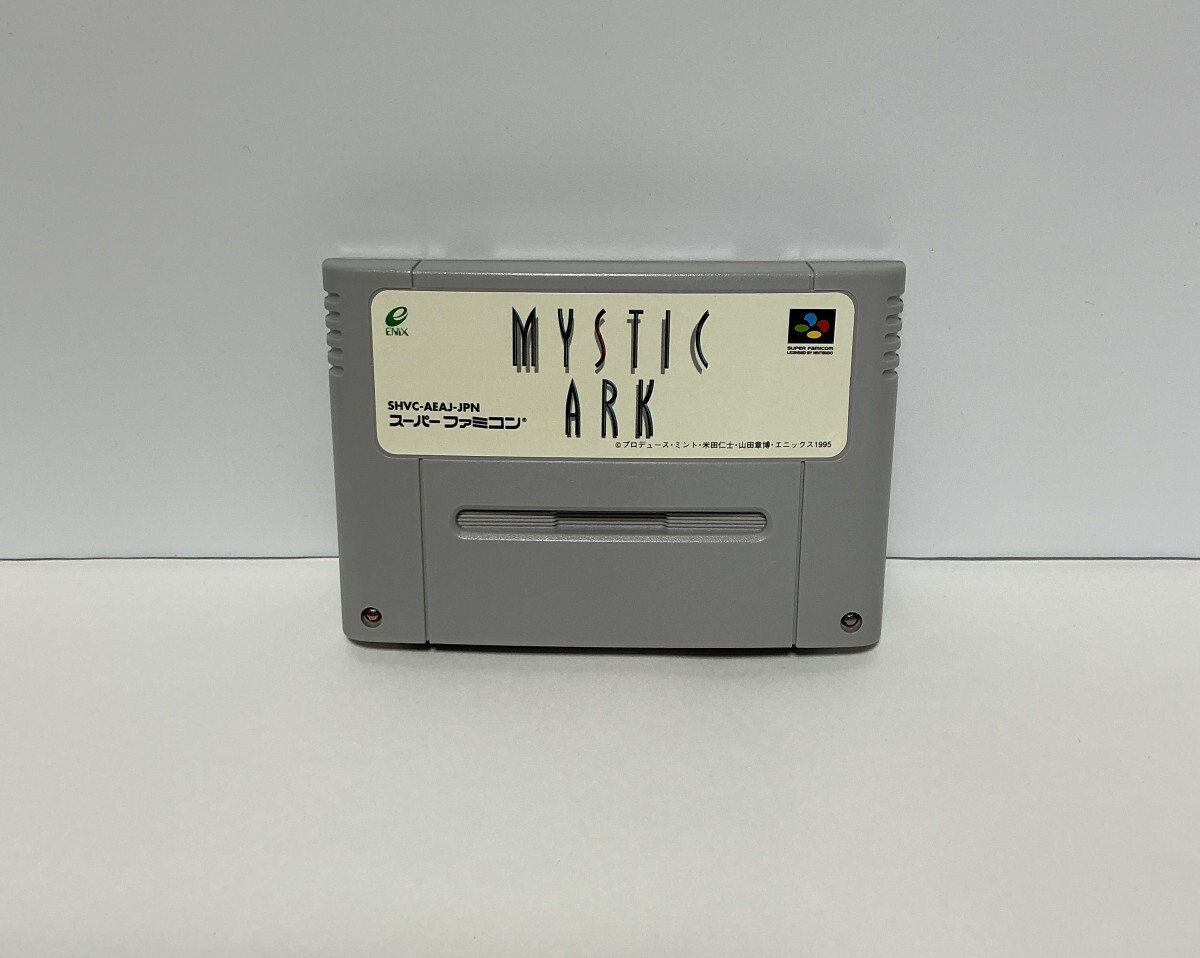 ENIX
MYSTIC
ARK
SUPER FAMICOM
LICENSED BY NINTENDO
SHVC-AEAJ-JPN
スーパーファミコン®
©プロデュース・ミント・米田仁士・山田章博・エニックス1995